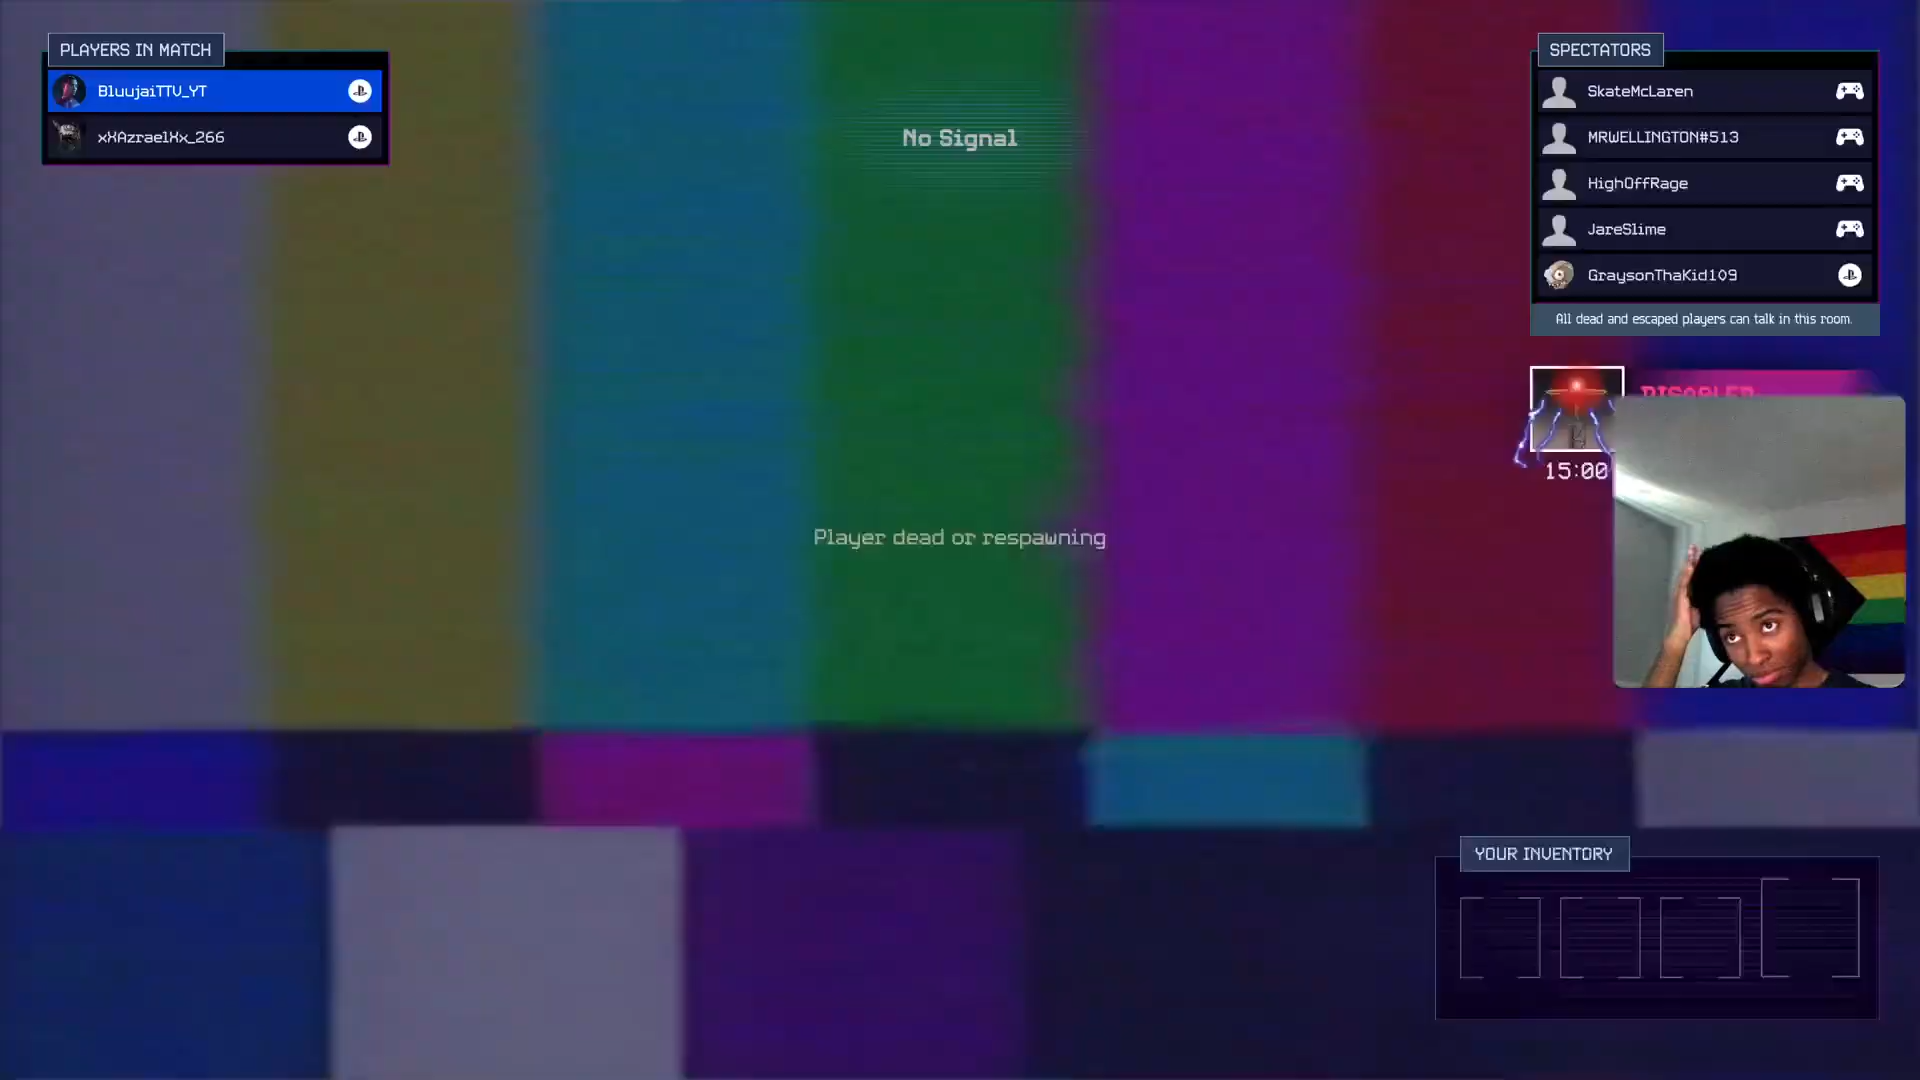 PLAYERS IN MATCH
BluujaiTTV_YT
xXAzraelXx_266
No Signal
Player dead or respawning
SPECTATORS
SkateMcLaren
MRWELLINGTON#513
HighOffRage
JareSlime
GraysonThaKid109
All dead and escaped players can talk in this room.
DISABLED
15:00
YOUR INVENTORY